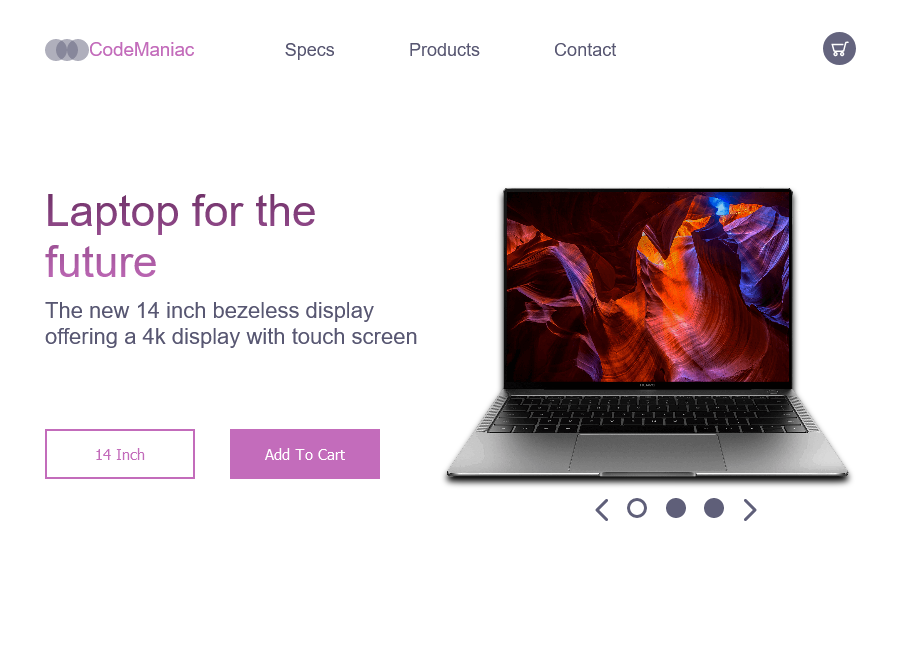 CodeManiac Specs Products Contact
Laptop for the
future
The new 14 inch bezeless display
offering a 4k display with touch screen
14 Inch Add To Cart